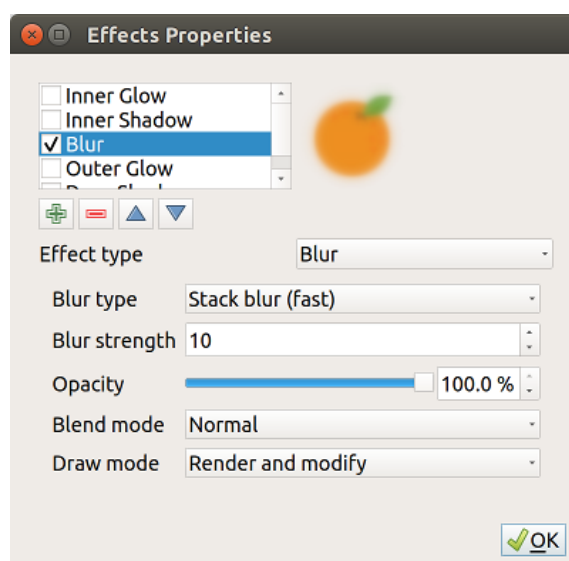 Effects Properties
Inner Glow
Inner Shadow
Blur
Outer Glow
Effect type Blur
Blur type Stack blur (fast)
Blur strength 10
Opacity 100.0 %
Blend mode Normal
Draw mode Render and modify
OK